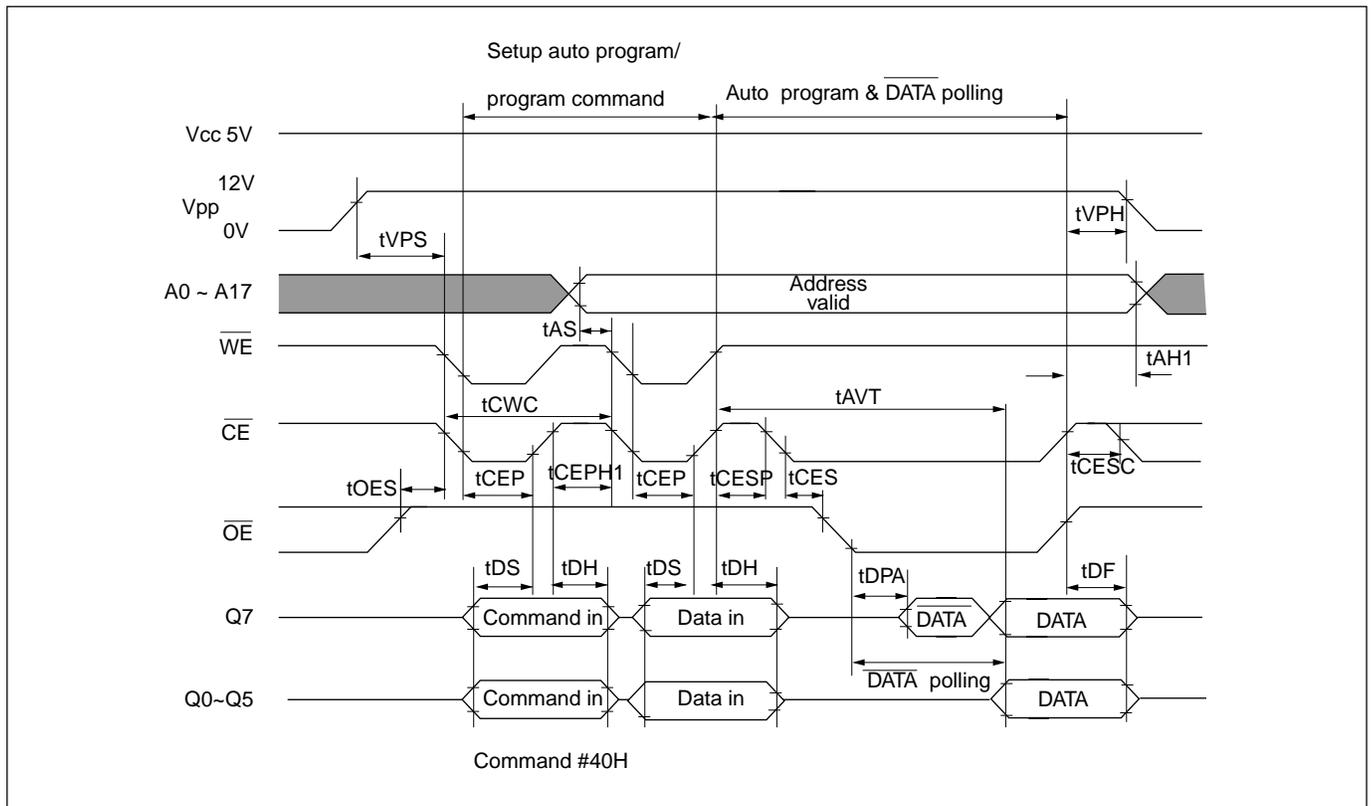 Setup auto program/
program command
Auto program & DATA polling
Vcc 5V
12V
Vpp
0V
tVPS
tVPH
A0 ~ A17
Address
valid
tAS
WE
tAH1
tCWC
tAVT
CE
tCEP
tCEPH1
tCEP
tCESP
tCES
tCESC
tOES
OE
tDS
tDH
tDS
tDH
tDPA
tDF
Q7
Command in
Data in
DATA
DATA
DATA polling
Q0~Q5
Command in
Data in
DATA
Command #40H